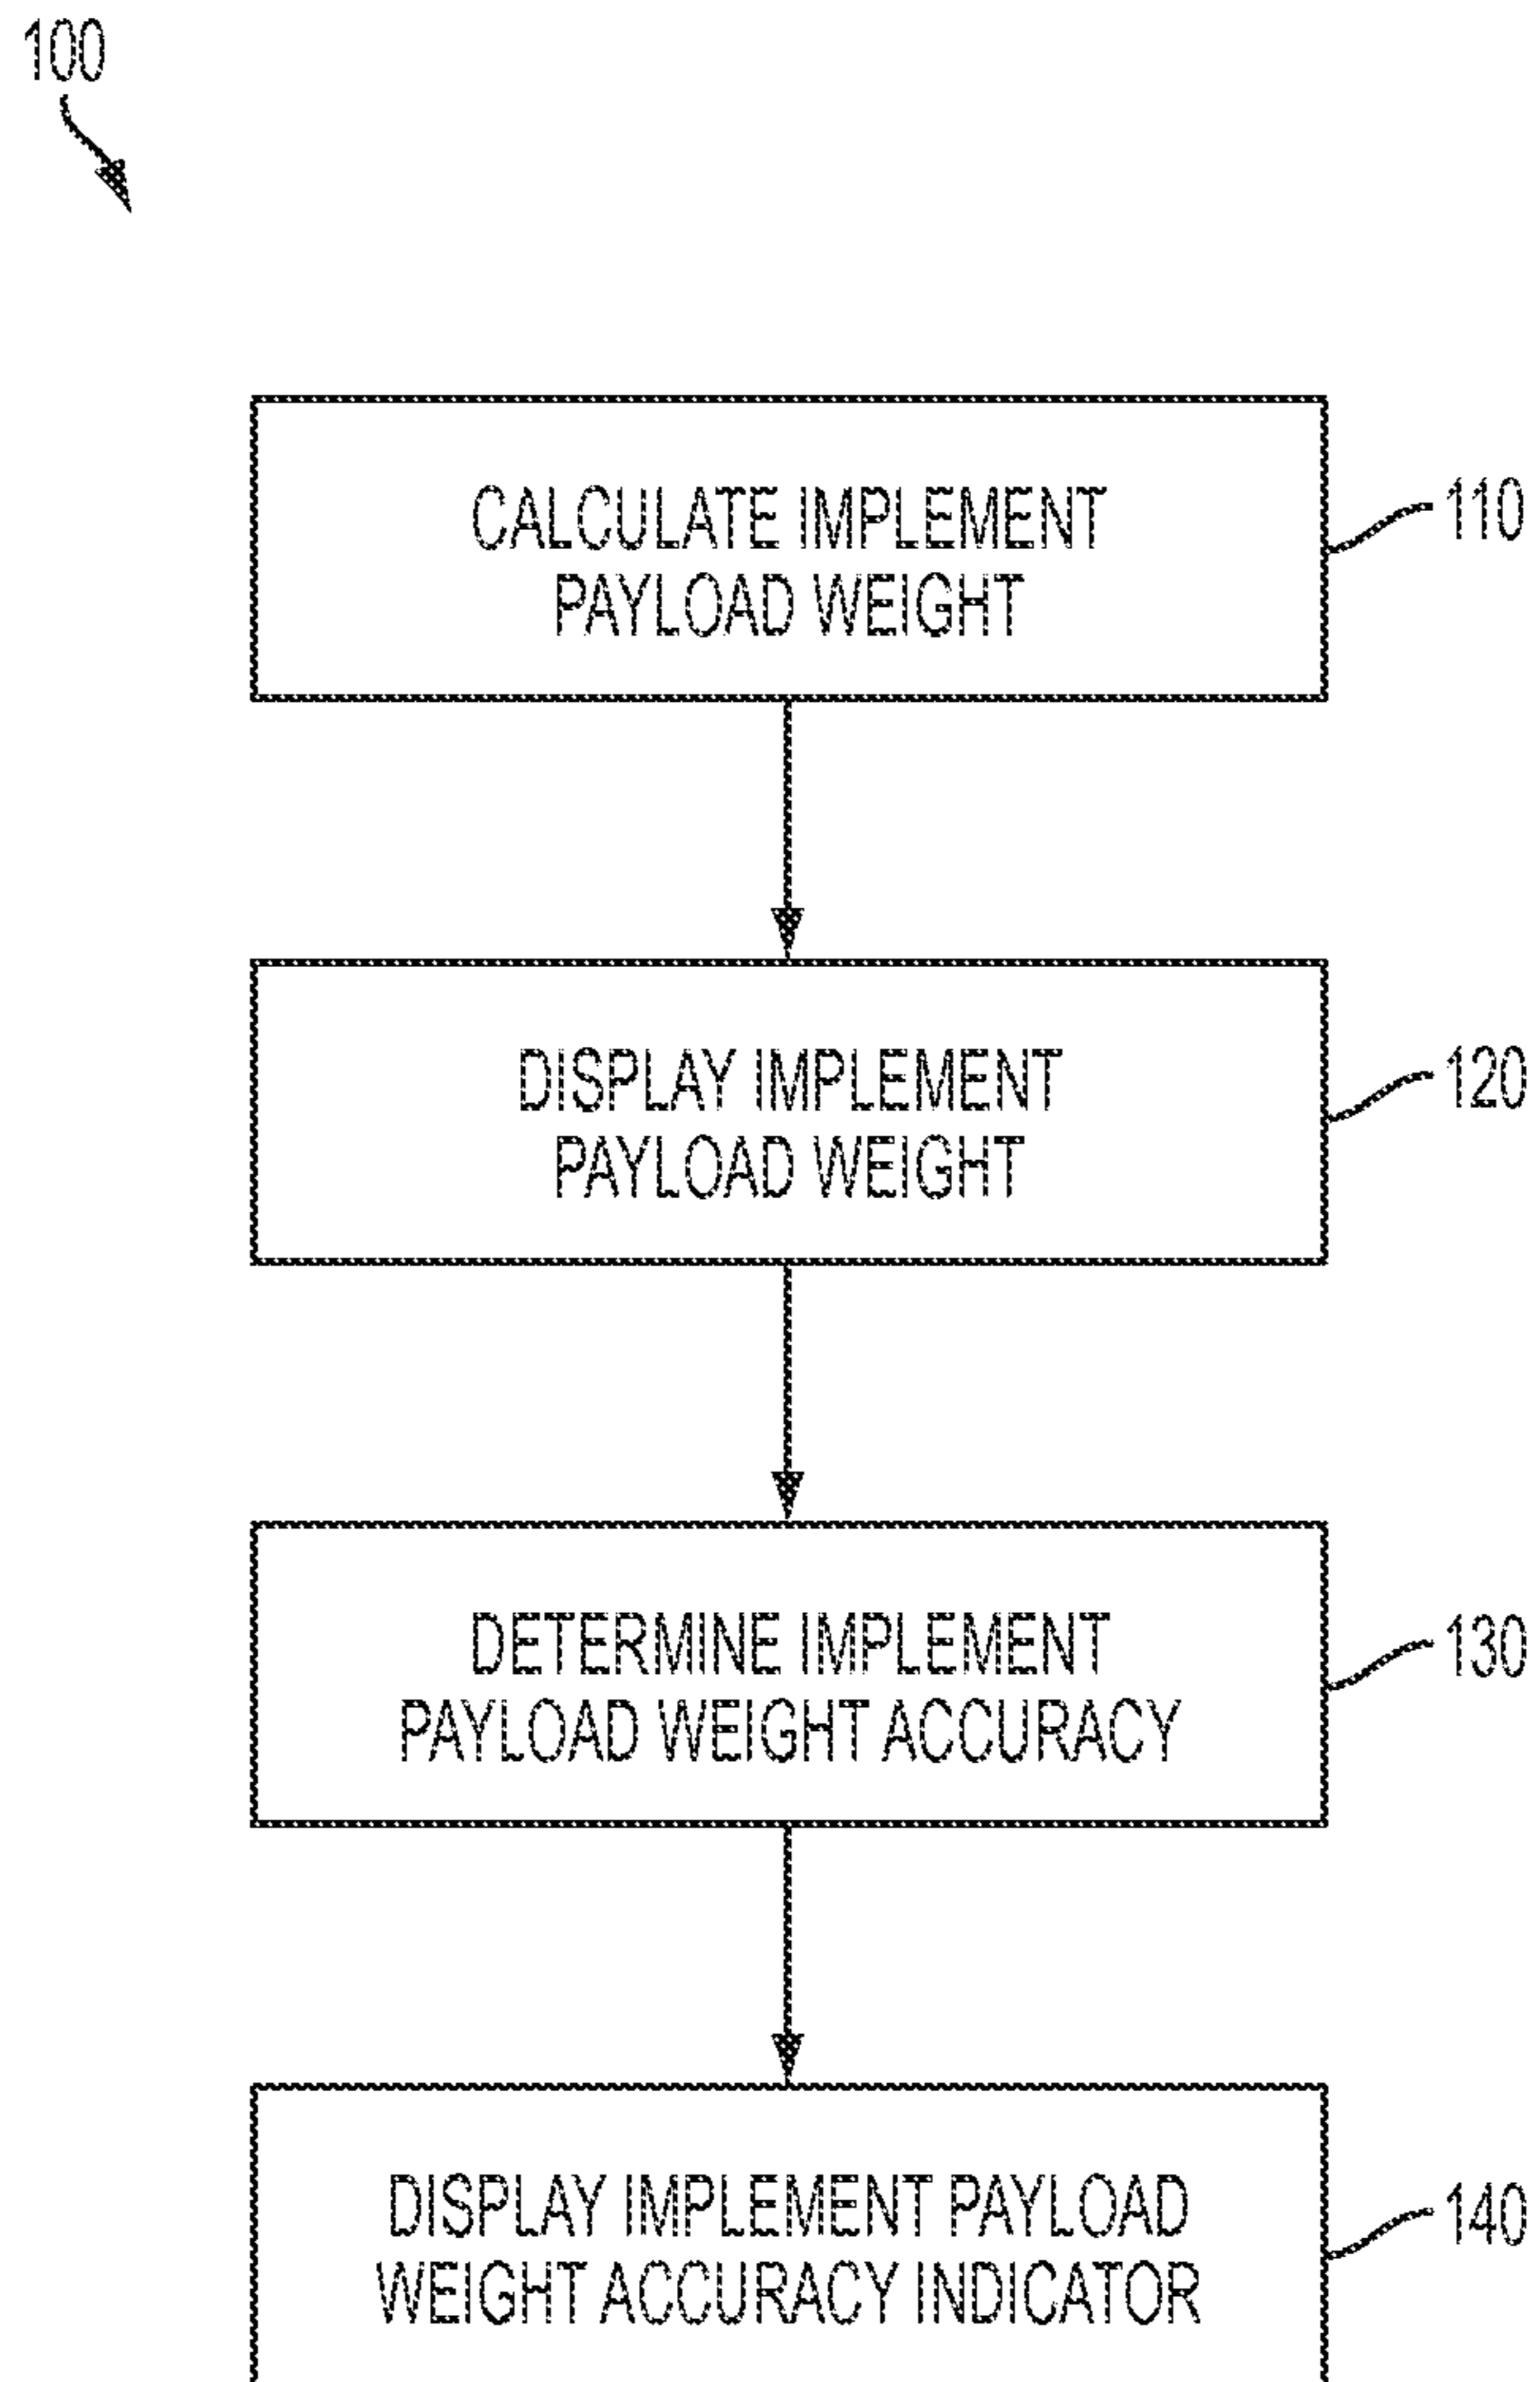 100
CALCULATE IMPLEMENT
PAYLOAD WEIGHT
110
DISPLAY IMPLEMENT
PAYLOAD WEIGHT
120
DETERMINE IMPLEMENT
PAYLOAD WEIGHT ACCURACY
130
DISPLAY IMPLEMENT PAYLOAD
WEIGHT ACCURACY INDICATOR
140